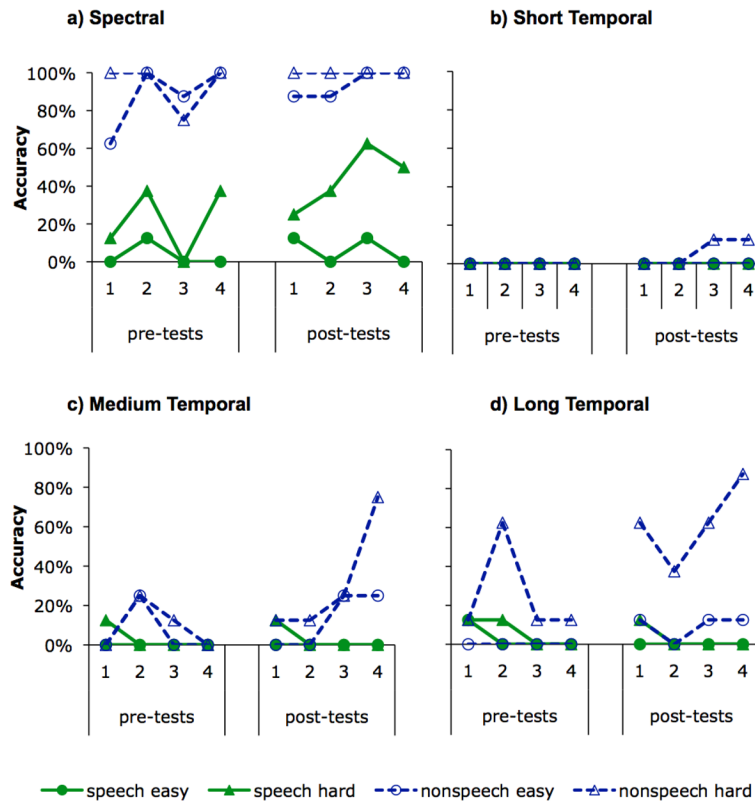 a) Spectral
b) Short Temporal
100%
80%
60%
40%
20%
0%
Accuracy
1 2 3 4 1 2 3 4
pre-tests post-tests
1 2 3 4 1 2 3 4
pre-tests post-tests
c) Medium Temporal
d) Long Temporal
100%
80%
60%
40%
20%
0%
Accuracy
1 2 3 4 1 2 3 4
pre-tests post-tests
1 2 3 4 1 2 3 4
pre-tests post-tests
speech easy speech hard nonspeech easy nonspeech hard